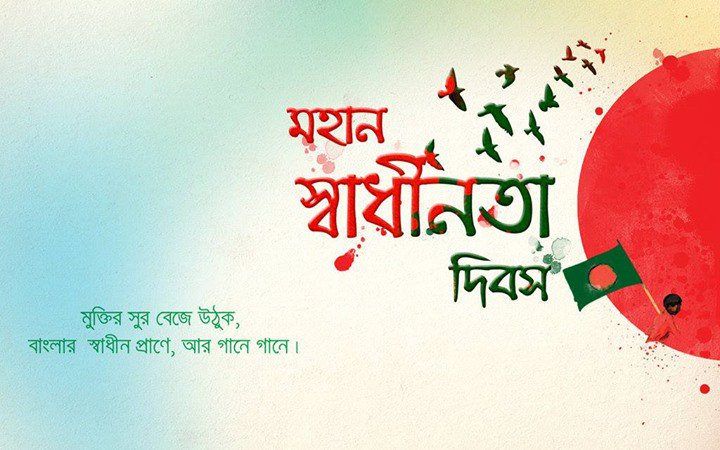 মহান
স্বাধীনতা
দিবস
মুক্তির সুর বেজে উঠুক,
বাংলার স্বাধীন প্রাণে, আর গানে গানে।